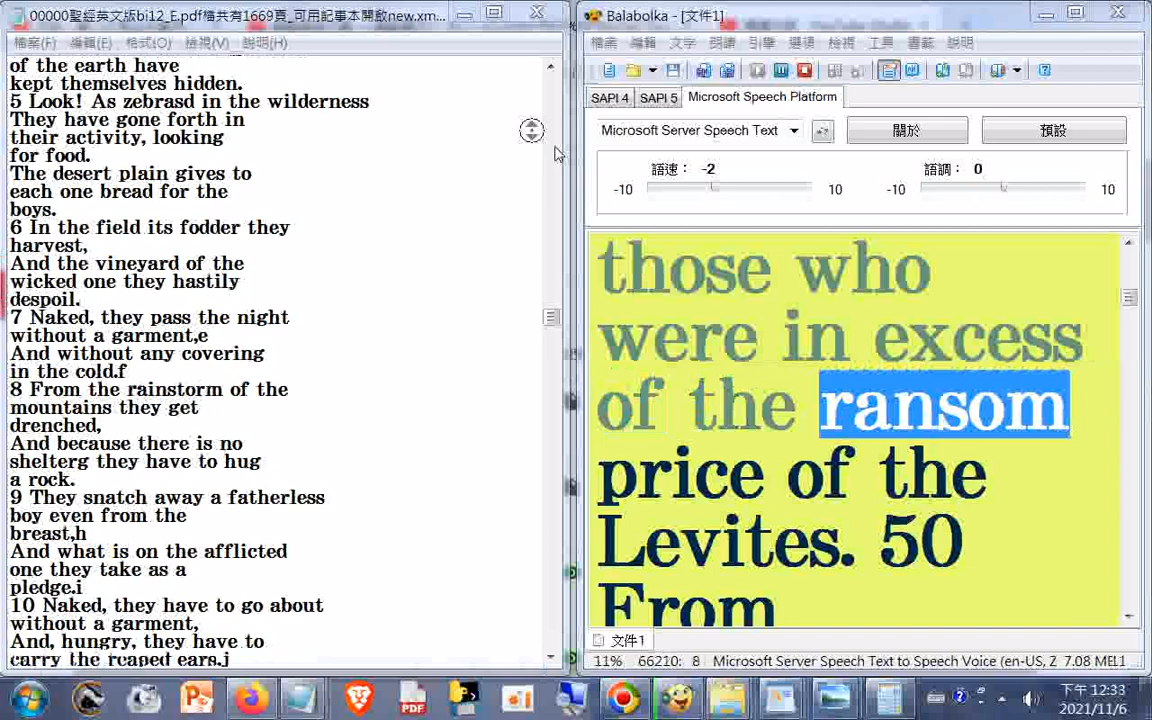 00000聖經英文版bi12_E.pdf檔共有1669頁_可用記事本開啟new.xm...
檔案(F) 編輯(E) 格式(O) 檢視(V) 說明(H)
of the earth have
kept themselves hidden.
5 Look! As zebrasd in the wilderness
They have gone forth in
their activity, looking
for food.
The desert plain gives to
each one bread for the
boys.
6 In the field its fodder they
harvest,
And the vineyard of the
wicked one they hastily
despoil.
7 Naked, they pass the night
without a garment,e
And without any covering
in the cold.f
8 From the rainstorm of the
mountains they get
drenched,
And because there is no
shelterg they have to hug
a rock.
9 They snatch away a fatherless
boy even from the
breast,h
And what is on the afflicted
one they take as a
pledge.i
10 Naked, they have to go about
without a garment,
And, hungry, they have to
carry the reaped ears.j
Balabolka - [文件1]
檔案 編輯 文字 朗讀 引擎 選項 檢視 工具 書籤 說明
SAPI 4 SAPI 5 Microsoft Speech Platform
Microsoft Server Speech Text 關於 預設
語速： -2 語調： 0
-10 10 -10 10
those who
were in excess
of the ransom
price of the
Levites. 50
From
文件1
11% 66210: 8 Microsoft Server Speech Text to Speech Voice (en-US, Z 7.08 МЕ1
PDF
下午 12:33
2021/11/6